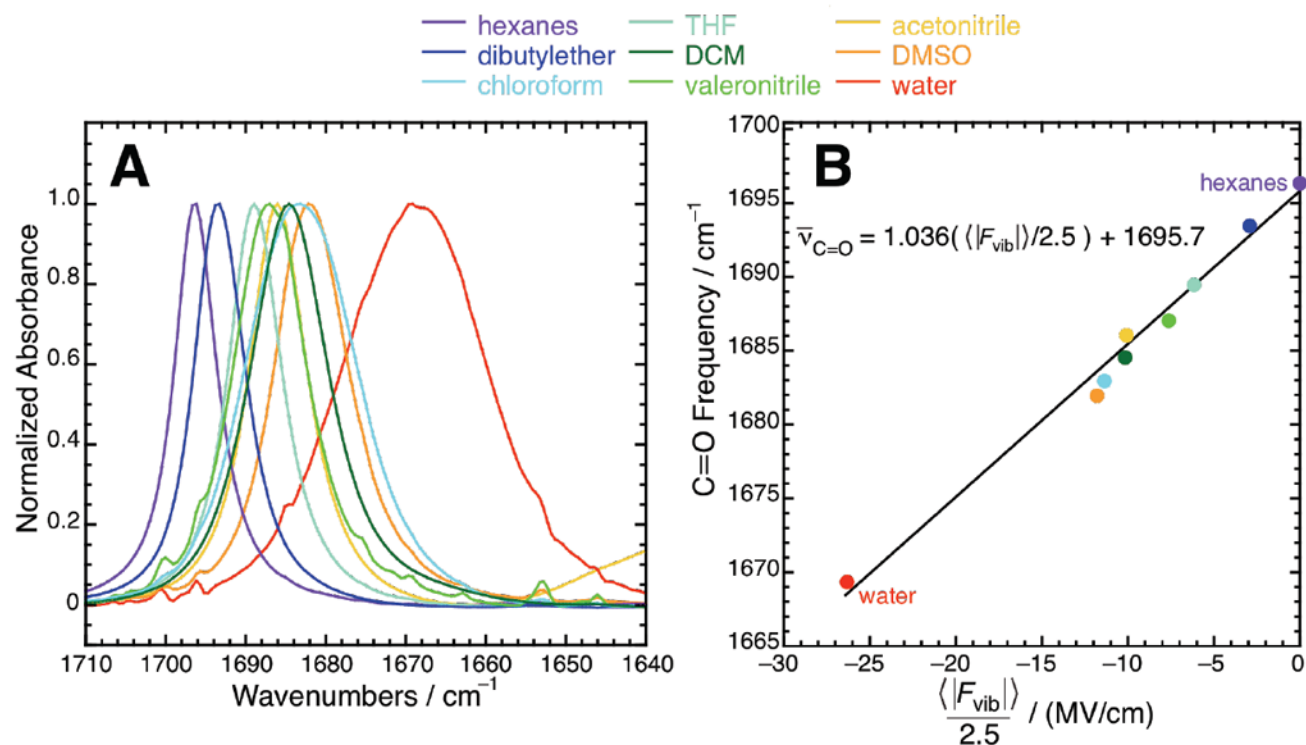 hexanes THF acetonitrile
dibutylether DCM DMSO
chloroform valeronitrile water
A
Normalized Absorbance
1.0
0.8
0.6
0.4
0.2
0
1710 1700 1690 1680 1670 1660 1650 1640
Wavenumbers / cm⁻¹
B
C=O Frequency / cm⁻¹
1700
1695
1690
1685
1680
1675
1670
1665
hexanes
ν̅C=O = 1.036(⟨|Fvib|⟩/2.5 ) + 1695.7
water
−30 −25 −20 −15 −10 −5 0
⟨|Fvib|⟩
2.5
/ (MV/cm)